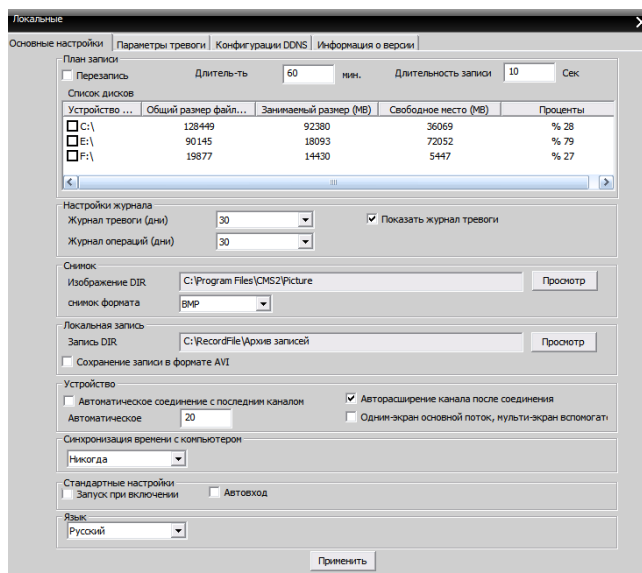 Локальные
Основные настройки Параметры тревоги Конфигурации DDNS Информация о версии
План записи
Перезапись Длитель-ть 60 мин. Длительность записи 10 Сек
Список дисков
Устройство ... Общий размер файл... Занимаемый размер (MB) Свободное место (MB) Проценты
C:\ 128449 92380 36069 % 28
E:\ 90145 18093 72052 % 79
F:\ 19877 14430 5447 % 27
Настройки журнала
Журнал тревоги (дни) 30 Показать журнал тревоги
Журнал операций (дни) 30
Снимок
Изображение DIR C:\Program Files\CMS2\Picture Просмотр
снимок формата BMP
Локальная запись
Запись DIR C:\RecordFile\Архив записей Просмотр
Сохранение записи в формате AVI
Устройство
Автоматическое соединение с последним каналом Авторасширение канала после соединения
Автоматическое 20 Одним-экран основной поток, мульти-экран вспомогат
Синхронизация времени с компьютером
Никогда
Стандартные настройки
Запуск при включении Автовход
Язык
Русский
Применить